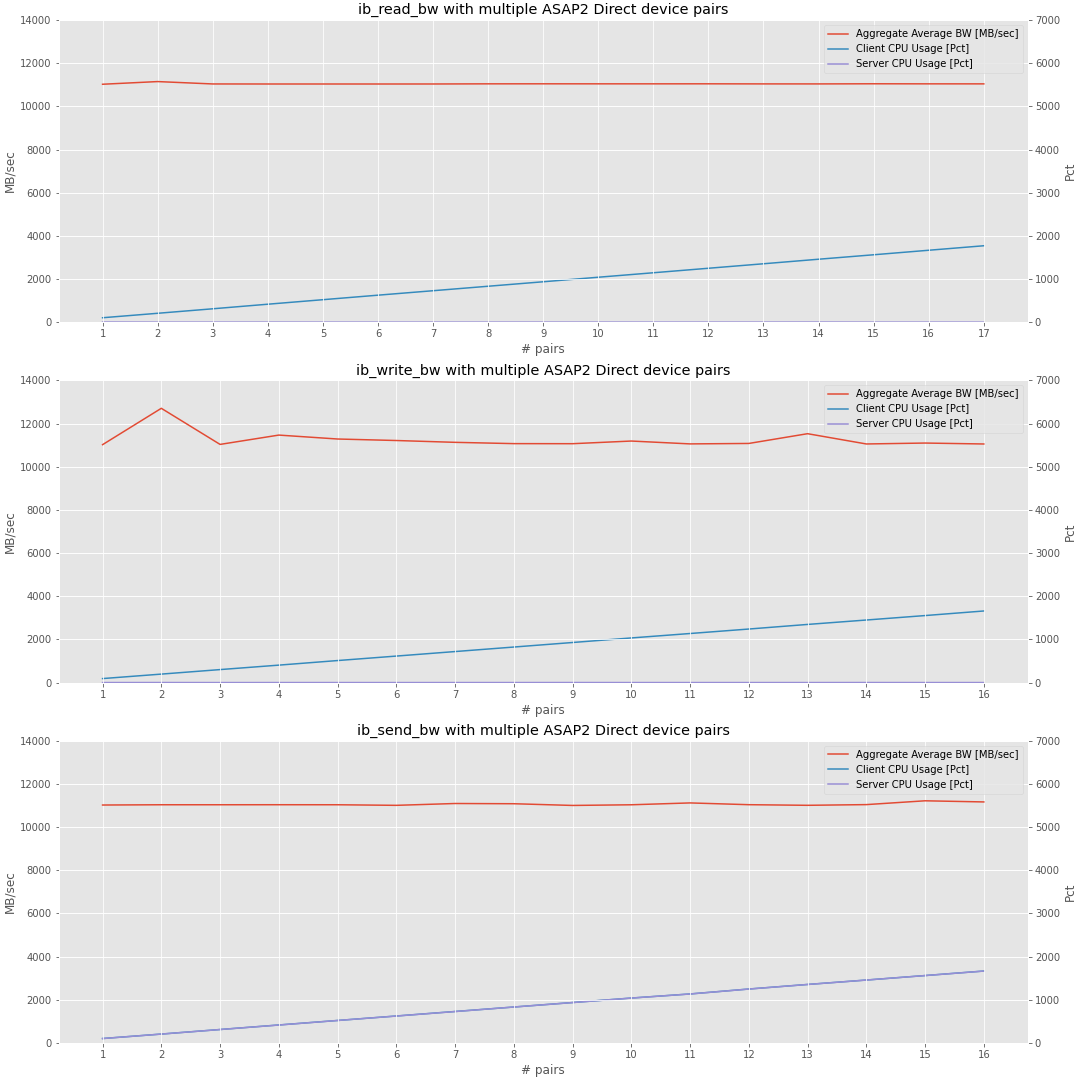 ib_read_bw with multiple ASAP2 Direct device pairs
14000
12000
10000
8000
6000
4000
2000
0
MB/sec
7000
6000
5000
4000
3000
2000
1000
0
Pct
Aggregate Average BW [MB/sec]
Client CPU Usage [Pct]
Server CPU Usage [Pct]
1 2 3 4 5 6 7 8 9 10 11 12 13 14 15 16 17
# pairs
ib_write_bw with multiple ASAP2 Direct device pairs
14000
12000
10000
8000
6000
4000
2000
0
MB/sec
7000
6000
5000
4000
3000
2000
1000
0
Pct
Aggregate Average BW [MB/sec]
Client CPU Usage [Pct]
Server CPU Usage [Pct]
1 2 3 4 5 6 7 8 9 10 11 12 13 14 15 16
# pairs
ib_send_bw with multiple ASAP2 Direct device pairs
14000
12000
10000
8000
6000
4000
2000
0
MB/sec
7000
6000
5000
4000
3000
2000
1000
0
Pct
Aggregate Average BW [MB/sec]
Client CPU Usage [Pct]
Server CPU Usage [Pct]
1 2 3 4 5 6 7 8 9 10 11 12 13 14 15 16
# pairs